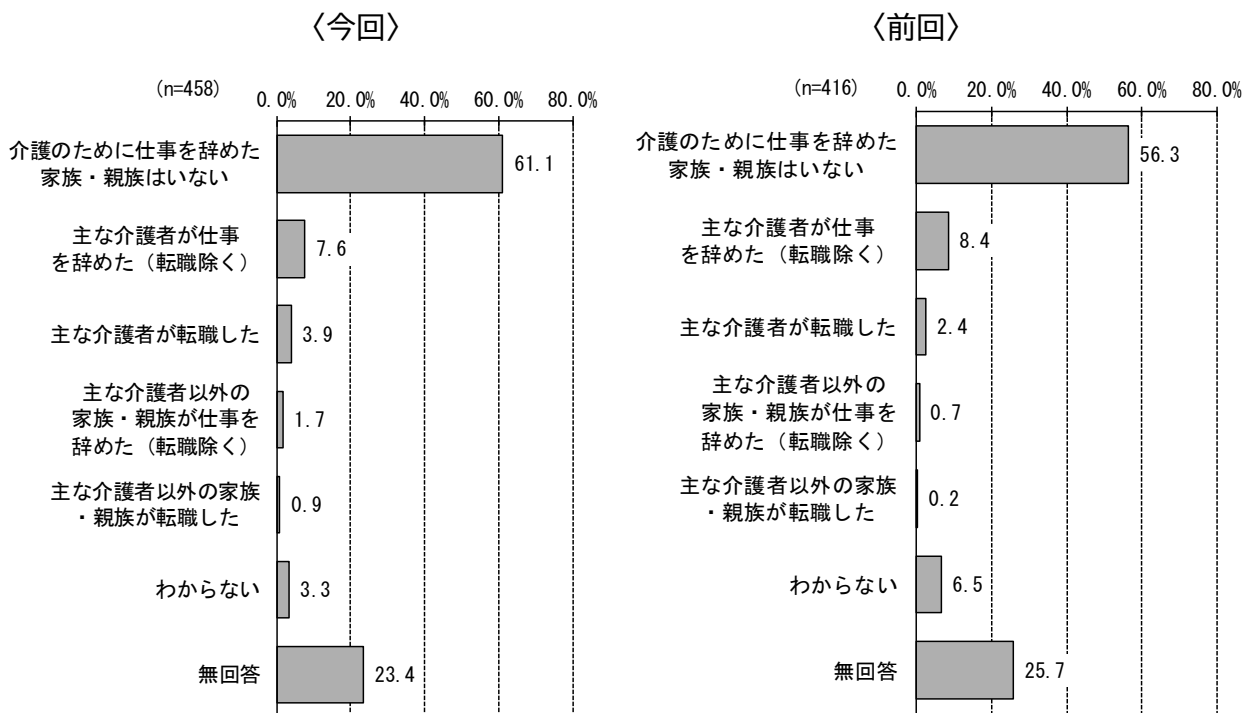 〈今回〉
(n=458)
0.0% 20.0% 40.0% 60.0% 80.0%
介護のために仕事を辞めた
家族・親族はいない
61.1
主な介護者が仕事
を辞めた（転職除く）
7.6
主な介護者が転職した
3.9
主な介護者以外の
家族・親族が仕事を
辞めた（転職除く）
1.7
主な介護者以外の家族
・親族が転職した
0.9
わからない
3.3
無回答
23.4
〈前回〉
(n=416)
0.0% 20.0% 40.0% 60.0% 80.0%
介護のために仕事を辞めた
家族・親族はいない
56.3
主な介護者が仕事
を辞めた（転職除く）
8.4
主な介護者が転職した
2.4
主な介護者以外の
家族・親族が仕事を
辞めた（転職除く）
0.7
主な介護者以外の家族
・親族が転職した
0.2
わからない
6.5
無回答
25.7